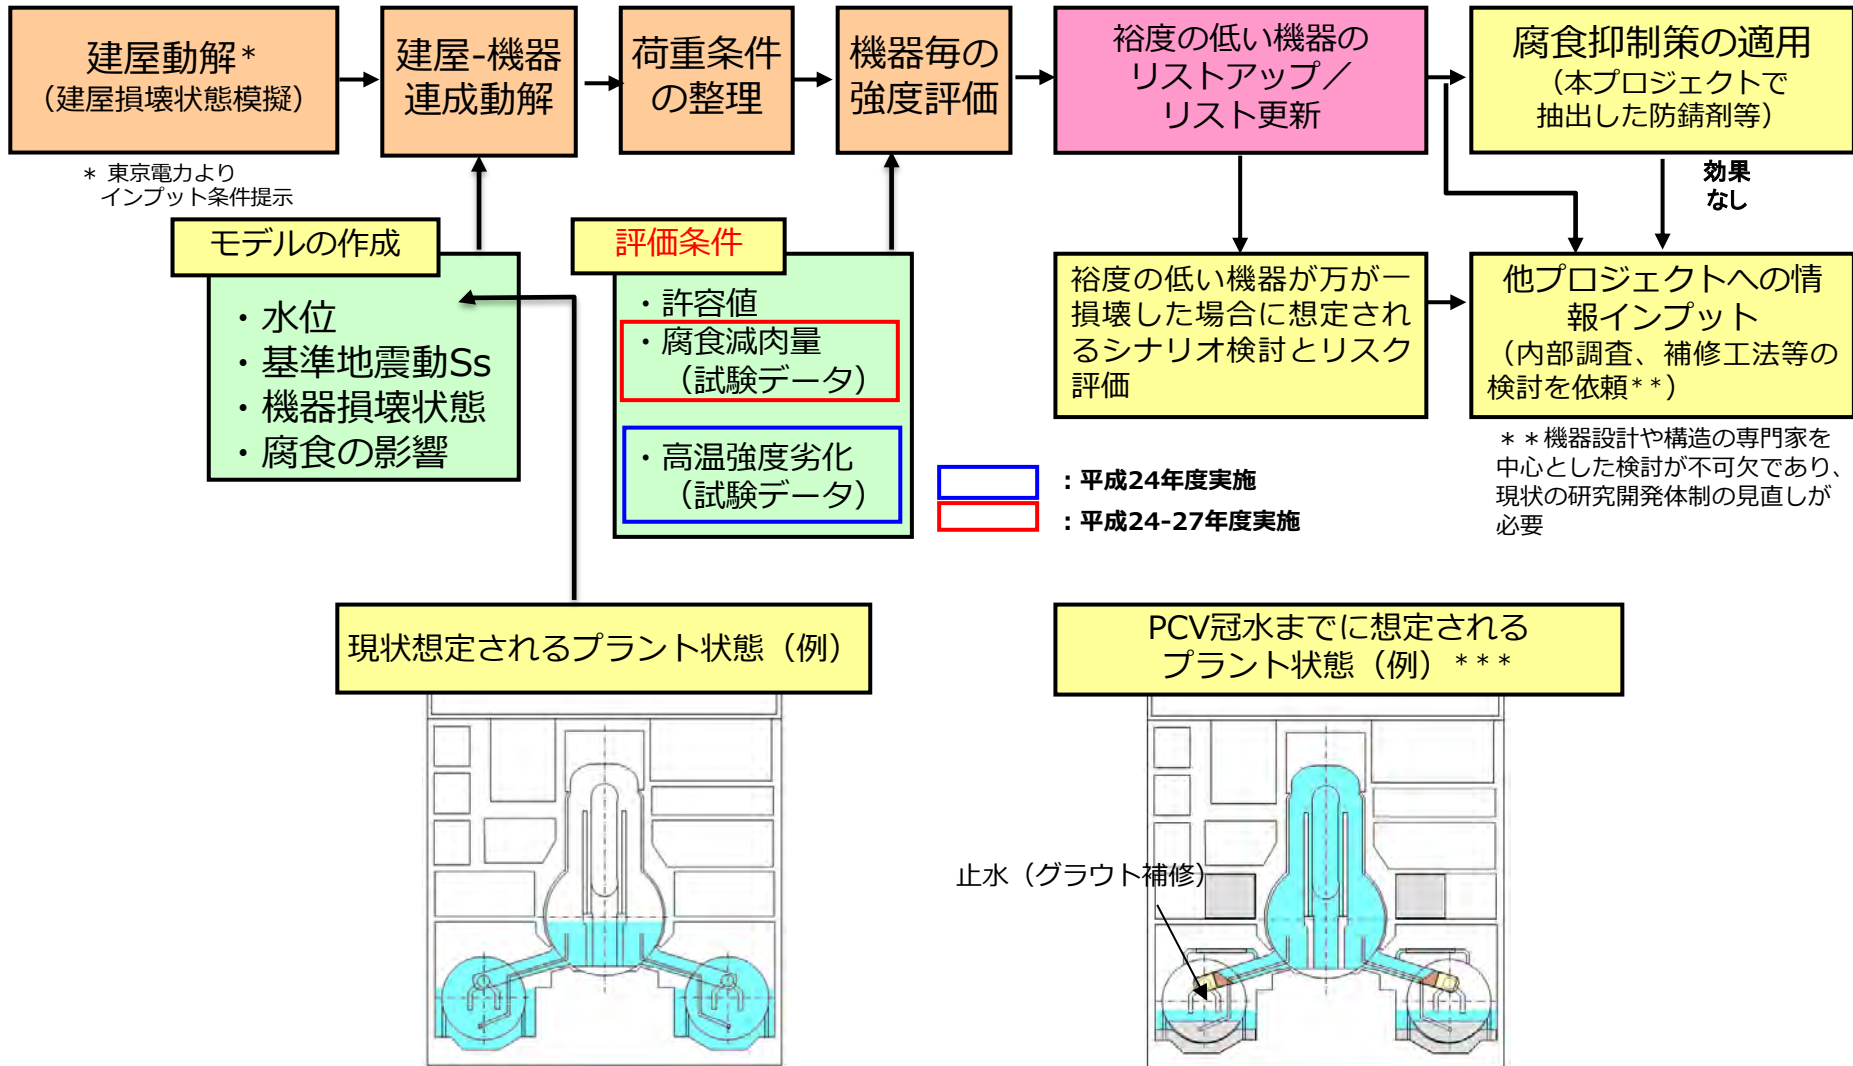 建屋動解*
（建屋損壊状態模擬）
建屋-機器
連成動解
荷重条件
の整理
機器毎の
強度評価
裕度の低い機器の
リストアップ／
リスト更新
腐食抑制策の適用
（本プロジェクトで
抽出した防錆剤等）
* 東京電力より
インプット条件提示
効果
なし
モデルの作成
・水位
・基準地震動Ss
・機器損壊状態
・腐食の影響
評価条件
・許容値
・腐食減肉量
（試験データ）
・高温強度劣化
（試験データ）
裕度の低い機器が万が一
損壊した場合に想定され
るシナリオ検討とリスク
評価
他プロジェクトへの情
報インプット
（内部調査、補修工法等の
検討を依頼**）
**機器設計や構造の専門家を
中心とした検討が不可欠であり、
現状の研究開発体制の見直しが
必要
：平成24年度実施
：平成24-27年度実施
現状想定されるプラント状態（例）
PCV冠水までに想定される
プラント状態（例）***
止水（グラウト補修）